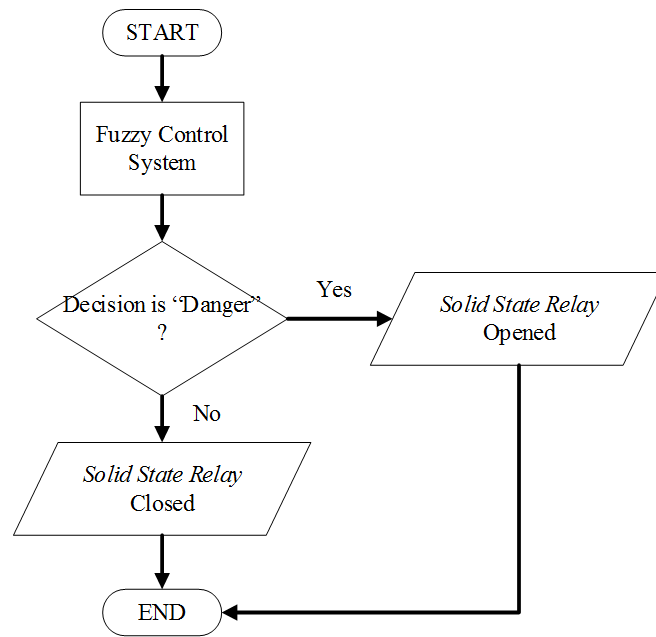 START
Fuzzy Control
System
Decision is “Danger”
?
Yes
Solid State Relay
Opened
No
Solid State Relay
Closed
END